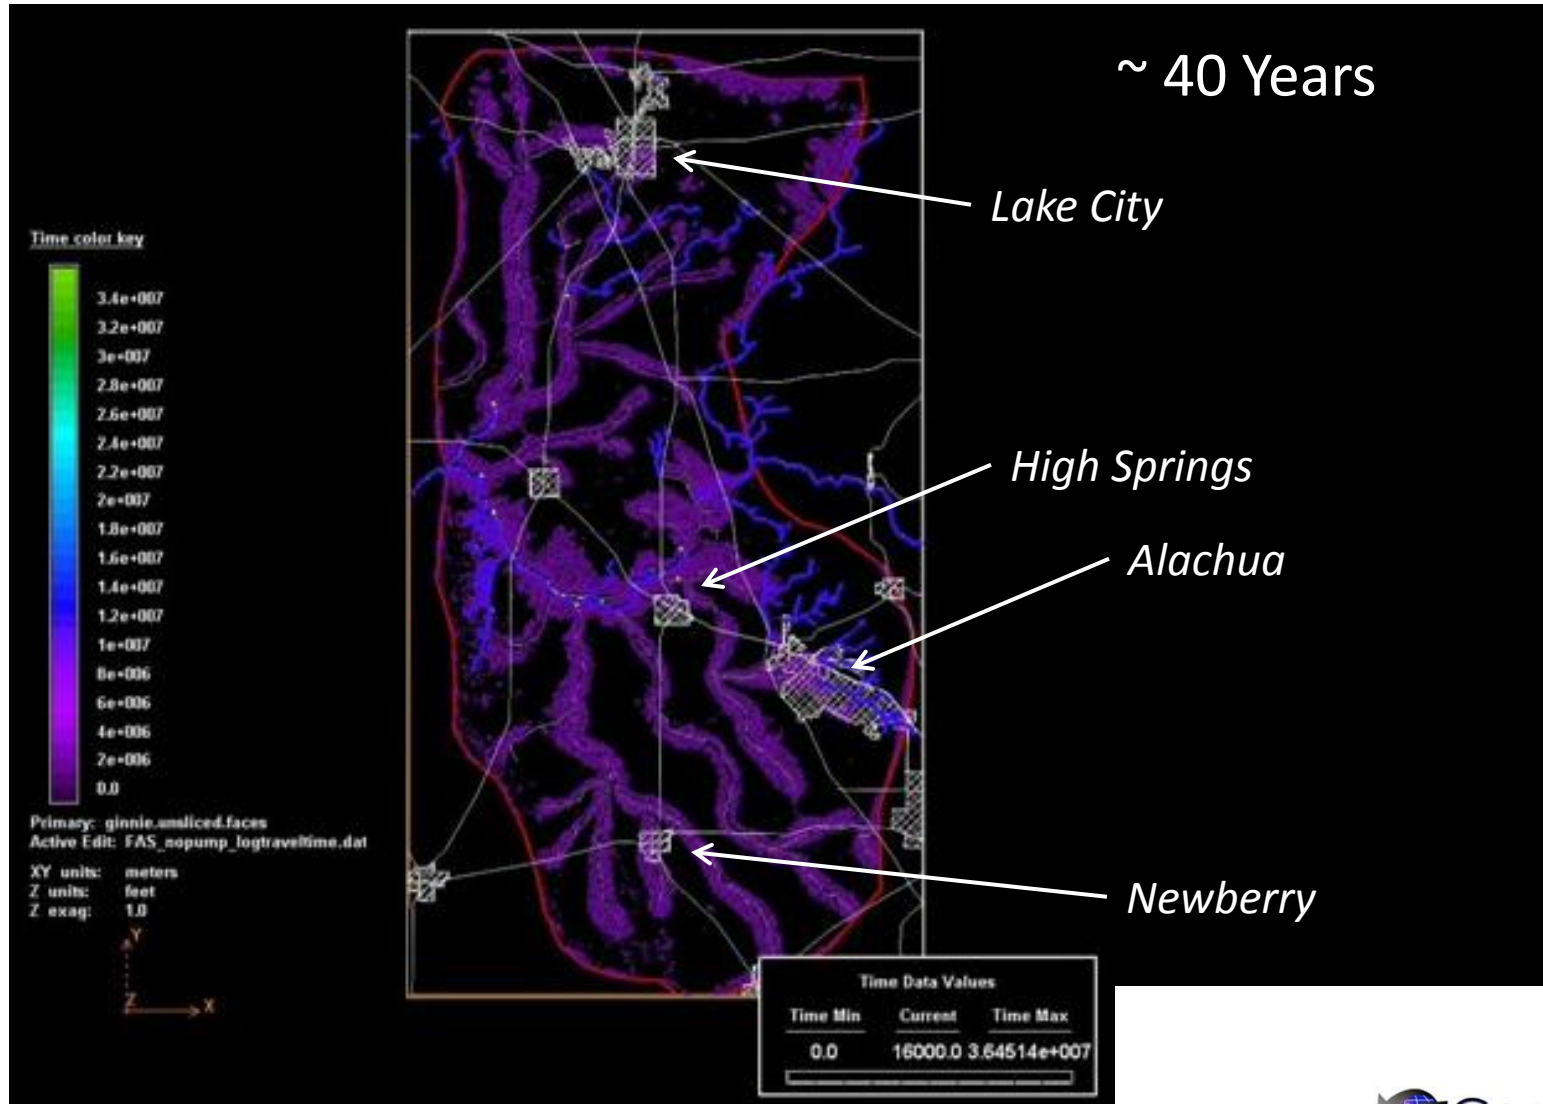 ~ 40 Years
Lake City
High Springs
Alachua
Newberry
Time color key
3.4e+007
3.2e+007
3e+007
2.8e+007
2.6e+007
2.4e+007
2.2e+007
2e+007
1.8e+007
1.6e+007
1.4e+007
1.2e+007
1e+007
8e+006
6e+006
4e+006
2e+006
0.0
Primary: ginnie.unsliced.faces
Active Edit: FAS_nopump_logtraveltime.dat
XY units: meters
Z units: feet
Z exag: 1.0
Y
Z X
Time Data Values
Time Min Current Time Max
0.0 16000.0 3.64514e+007